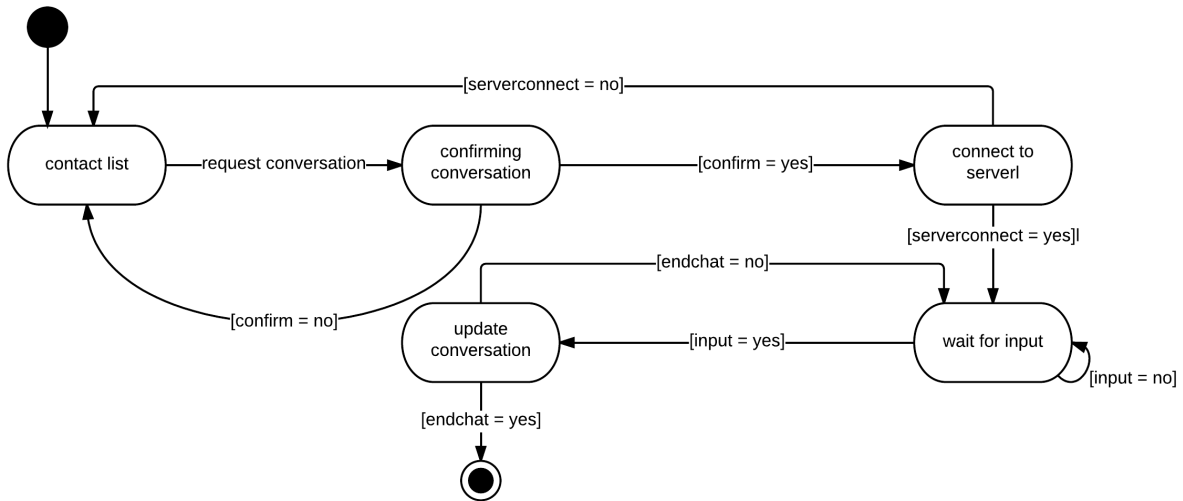 [serverconnect = no]
contact list
request conversation
confirming
conversation
[confirm = yes]
connect to
serverl
[serverconnect = yes]l
[endchat = no]
[confirm = no]
update
conversation
[input = yes]
wait for input
[input = no]
[endchat = yes]